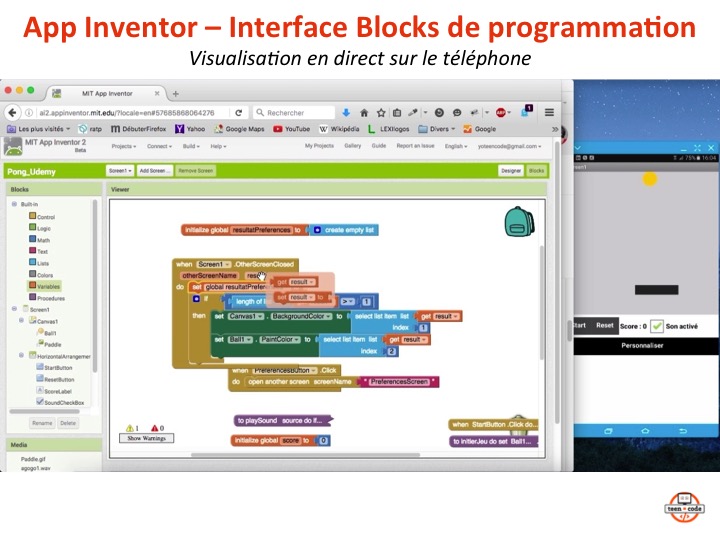 App Inventor – Interface Blocks de programmation
Visualisation en direct sur le téléphone
MIT App Inventor
ai2.appinventor.mit.edu/?locale=en#57685868064276
Rechercher
Les plus visités
ratp
DébuterFirefox
Yahoo
Google Maps
YouTube
Wikipédia
LEXIlogos
Divers
Google
MIT App Inventor 2
Beta
Projects
Connect
Build
Help
My Projects
Gallery
Guide
Report an Issue
English
yoteencode@gmail.com
Pong_Udemy
Screen1
Add Screen ...
Remove Screen
Designer
Blocks
Blocks
Built-in
Control
Logic
Math
Text
Lists
Colors
Variables
Procedures
Screen1
Canvas1
Ball1
Paddle
HorizontalArrangemer
StartButton
ResetButton
ScoreLabel
SoundCheckBox
Rename
Delete
Media
Paddle.gif
agogo1.wav
Viewer
initialize global resultatPreferences to create empty list
when Screen1 .OtherScreenClosed
otherScreenName
do set global resultatPrefer
get result
set result to
if length of li > 1
then set Canvas1 . BackgroundColor to select list item list get result
index 1
set Ball1 . PaintColor to select list item list get result
index 2
when PreferencesButton .Click
do open another screen screenName " PreferencesScreen "
to playSound source do if...
initialize global score to 0
when StartButton .Click do...
to initierJeu do set Ball1...
1
0
Show Warnings
75% 16:04
een1
tart
Reset
Score : 0
Son activé
Personnaliser
teen code